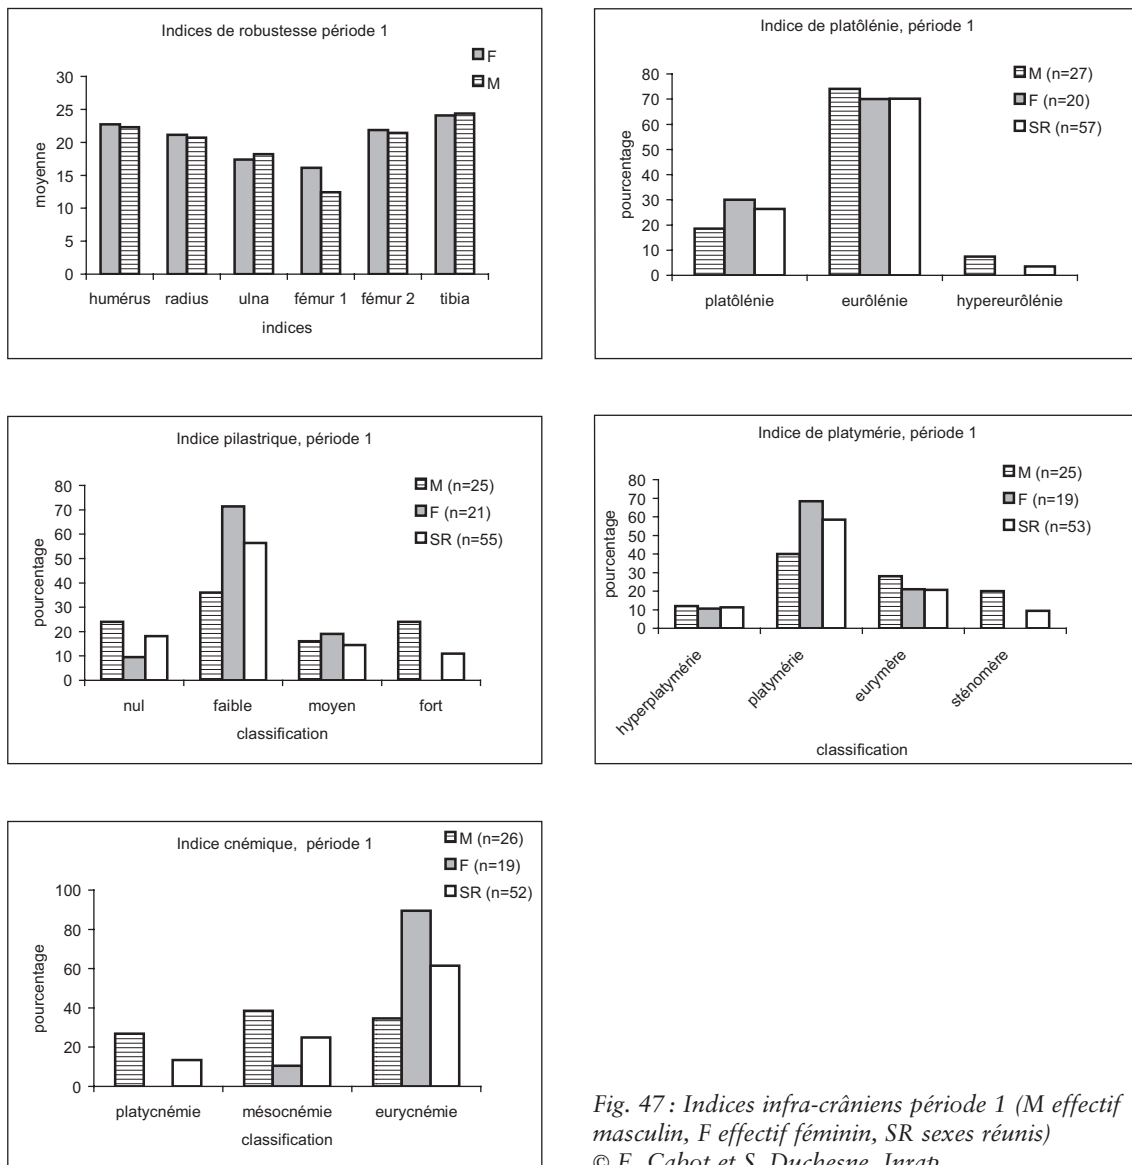 Indices de robustesse période 1
F
M
30
25
20
15
10
5
0
moyenne
humérus radius ulna fémur 1 fémur 2 tibia
indices
Indice de platôlénie, période 1
M (n=27)
F (n=20)
SR (n=57)
80
70
60
50
40
30
20
10
0
pourcentage
platôlénie eurôlénie hypereurôlénie
Indice pilastrique, période 1
M (n=25)
F (n=21)
SR (n=55)
80
70
60
50
40
30
20
10
0
pourcentage
nul faible moyen fort
classification
Indice de platymérie, période 1
M (n=25)
F (n=19)
SR (n=53)
80
70
60
50
40
30
20
10
0
pourcentage
hyperplatymérie platymérie eurymère sténomère
classification
Indice cnémique, période 1
M (n=26)
F (n=19)
SR (n=52)
100
80
60
40
20
0
pourcentage
platycnémie mésocnémie eurycnémie
classification
Fig. 47 : Indices infra-crâniens période 1 (M effectif
masculin, F effectif féminin, SR sexes réunis)
© E. Cabot et S. Duchesne, Inrap